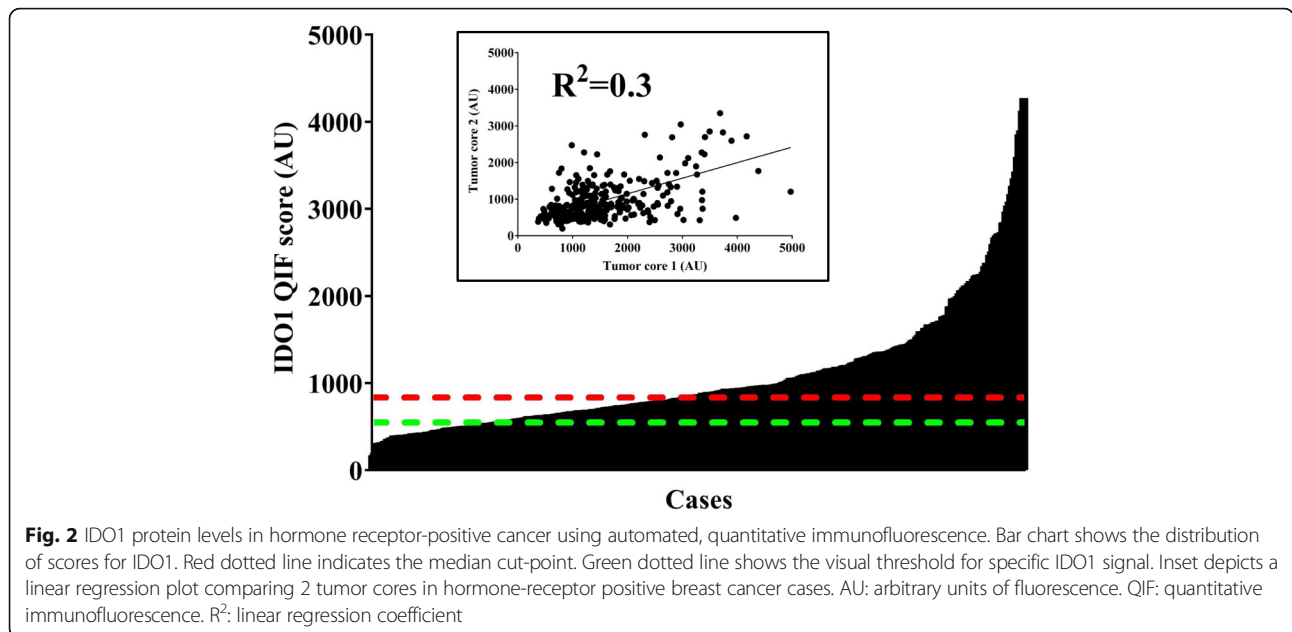 5000
4000
3000
2000
1000
0
IDO1 QIF score (AU)
Cases
R²=0.3
5000
4000
3000
2000
1000
0
Tumor core 2 (AU)
0 1000 2000 3000 4000 5000
Tumor core 1 (AU)
Fig. 2 IDO1 protein levels in hormone receptor-positive cancer using automated, quantitative immunofluorescence. Bar chart shows the distribution
of scores for IDO1. Red dotted line indicates the median cut-point. Green dotted line shows the visual threshold for specific IDO1 signal. Inset depicts a
linear regression plot comparing 2 tumor cores in hormone-receptor positive breast cancer cases. AU: arbitrary units of fluorescence. QIF: quantitative
immunofluorescence. R²: linear regression coefficient